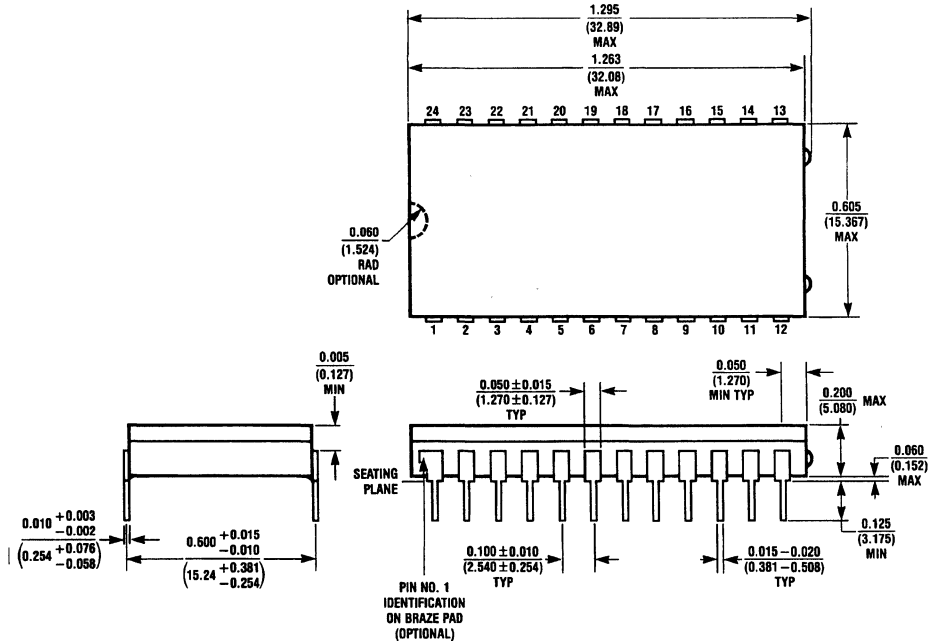 1.295
(32.89)
MAX
1.263
(32.08)
MAX
24 23 22 21 20 19 18 17 16 15 14 13
0.060
(1.524)
RAD
OPTIONAL
0.605
(15.367)
MAX
1 2 3 4 5 6 7 8 9 10 11 12
0.005
(0.127)
MIN
0.050 ± 0.015
(1.270 ± 0.127)
TYP
0.050
(1.270)
MIN TYP
0.200
(5.080)
MAX
SEATING
PLANE
0.060
(0.152)
MAX
0.010 +0.003
−0.002
(0.254 +0.076
−0.058)
0.600 +0.015
−0.010
(15.24 +0.381
−0.254)
0.100 ± 0.010
(2.540 ± 0.254)
TYP
0.015−0.020
(0.381−0.508)
TYP
0.125
(3.175)
MIN
PIN NO. 1
IDENTIFICATION
ON BRAZE PAD
(OPTIONAL)